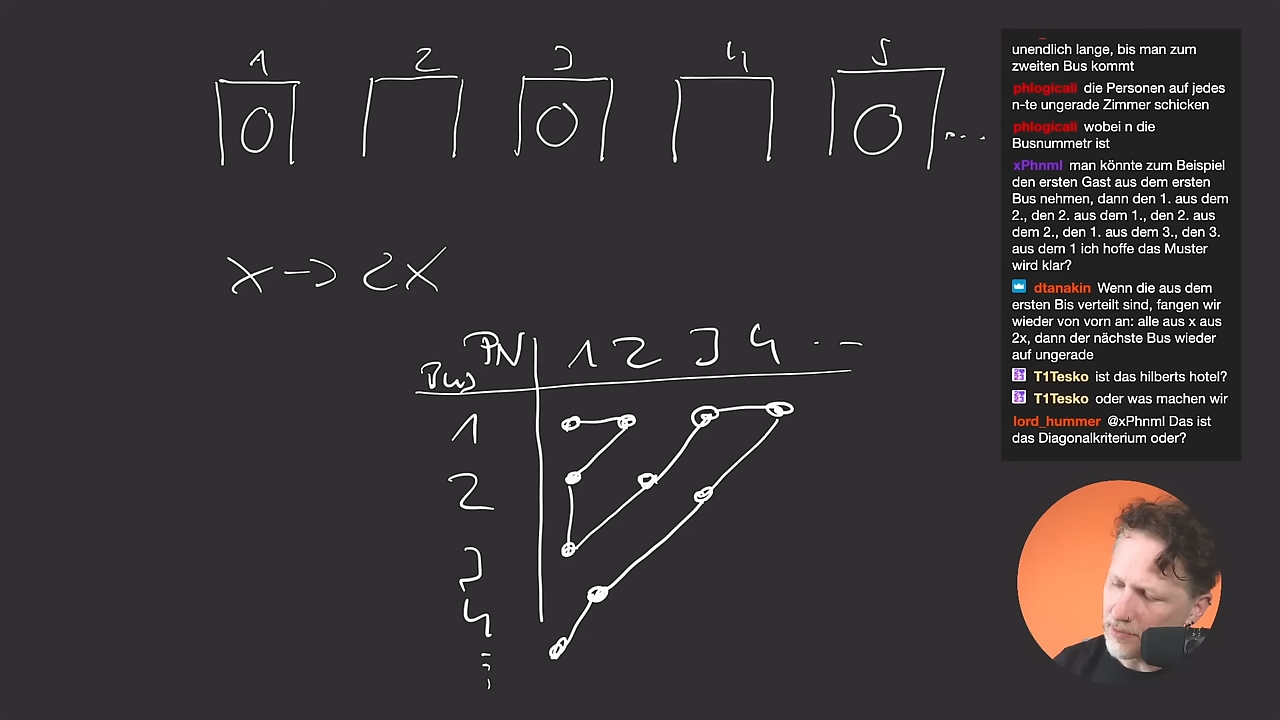 1 2 3 4 5
0 0 0 ...
x → 2x
PN 1 2 3 4 ...
Bus
1
2
3
4
unendlich lange, bis man zum
zweiten Bus kommt
phlogicali die Personen auf jedes
n-te ungerade Zimmer schicken
phlogicali wobei n die
Busnummetr ist
xPhnml man könnte zum Beispiel
den ersten Gast aus dem ersten
Bus nehmen, dann den 1. aus dem
2., den 2. aus dem 1., den 2. aus
dem 2., den 1. aus dem 3., den 3.
aus dem 1 ich hoffe das Muster
wird klar?
dtanakin Wenn die aus dem
ersten Bis verteilt sind, fangen wir
wieder von vorn an: alle aus x aus
2x, dann der nächste Bus wieder
auf ungerade
T1Tesko ist das hilberts hotel?
T1Tesko oder was machen wir
lord_hummer @xPhnml Das ist
das Diagonalkriterium oder?